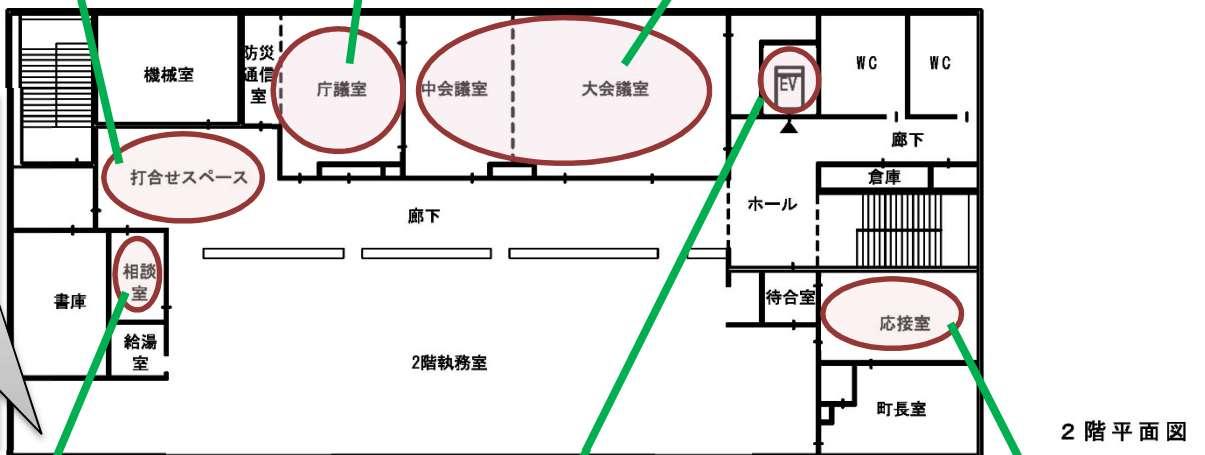 機械室
防災
通信
室
庁議室
中会議室
大会議室
EV
WC
WC
廊下
打合せスペース
倉庫
ホール
廊下
相談
室
書庫
待合室
応接室
給湯
室
2階執務室
町長室
２階平面図